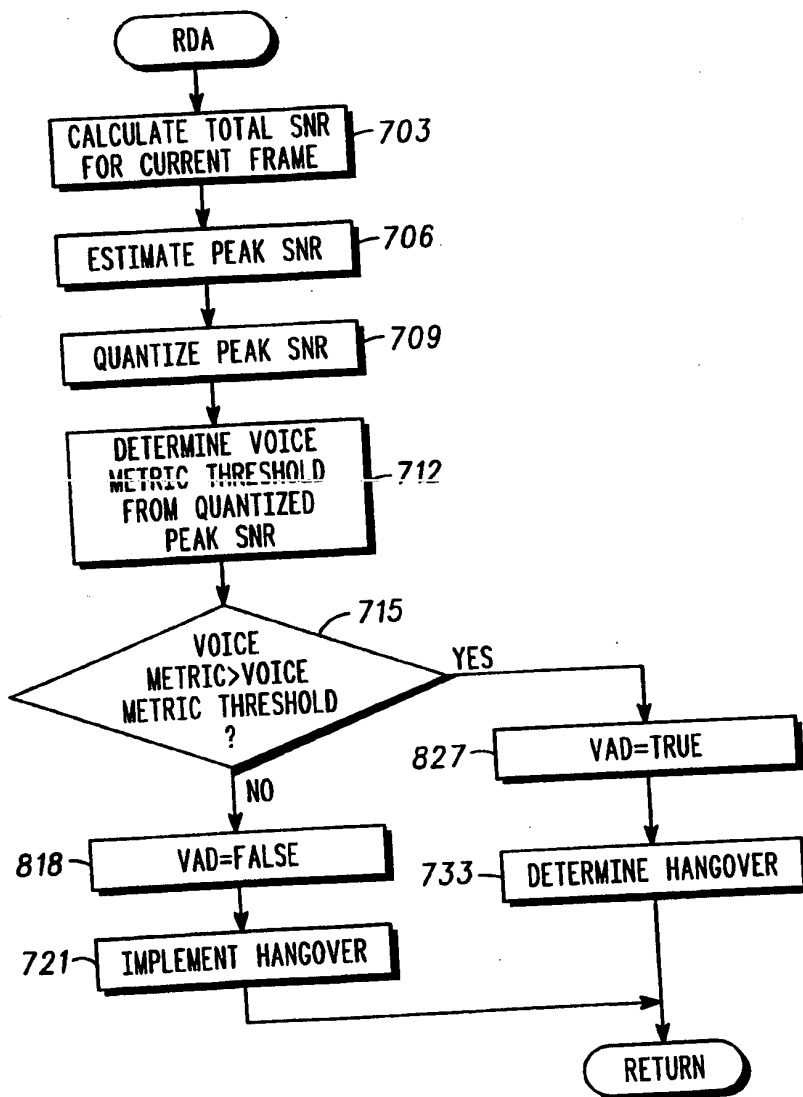 RDA
CALCULATE TOTAL SNR
FOR CURRENT FRAME
703
ESTIMATE PEAK SNR
706
QUANTIZE PEAK SNR
709
DETERMINE VOICE
METRIC THRESHOLD
FROM QUANTIZED
PEAK SNR
712
715
VOICE
METRIC>VOICE
METRIC THRESHOLD
?
YES
NO
827
VAD=TRUE
818
VAD=FALSE
733
DETERMINE HANGOVER
721
IMPLEMENT HANGOVER
RETURN